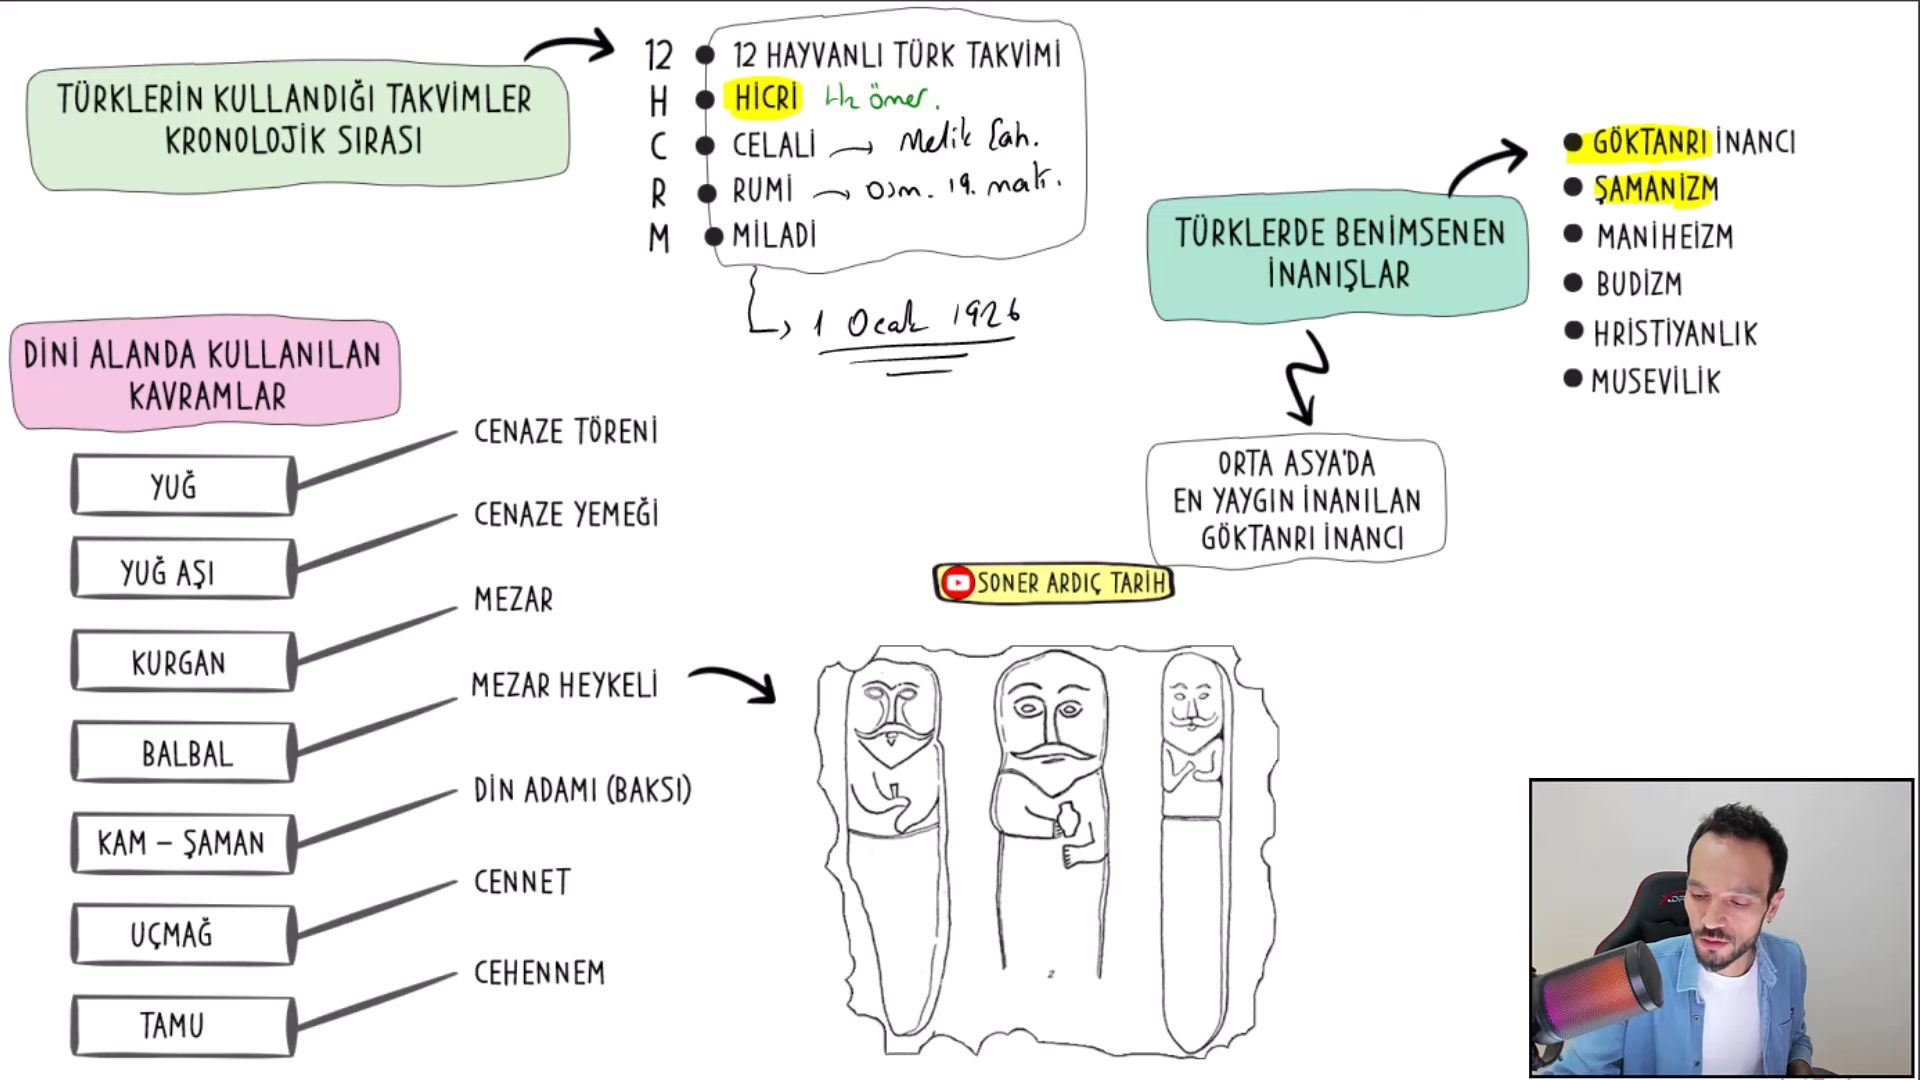 TÜRKLERİN KULLANDIĞI TAKVİMLER
KRONOLOJİK SIRASI
12 12 HAYVANLI TÜRK TAKVİMİ
H HİCRİ Hz ömer.
C CELALİ → Melik Şah.
R RUMİ → Osm. 19.
M MİLADİ
→ 1 Ocak 1926
TÜRKLERDE BENİMSENEN
İNANIŞLAR
GÖKTANRI İNANCI
ŞAMANİZM
MANİHEİZM
BUDİZM
HRİSTİYANLIK
MUSEVİLİK
ORTA ASYA'DA
EN YAYGIN İNANILAN
GÖKTANRI İNANCI
SONER ARDIÇ TARİH
DİNİ ALANDA KULLANILAN
KAVRAMLAR
YUĞ CENAZE TÖRENİ
YUĞ AŞI CENAZE YEMEĞİ
KURGAN MEZAR
BALBAL MEZAR HEYKELİ
KAM – ŞAMAN DİN ADAMI (BAKSI)
UÇMAĞ CENNET
TAMU CEHENNEM
2